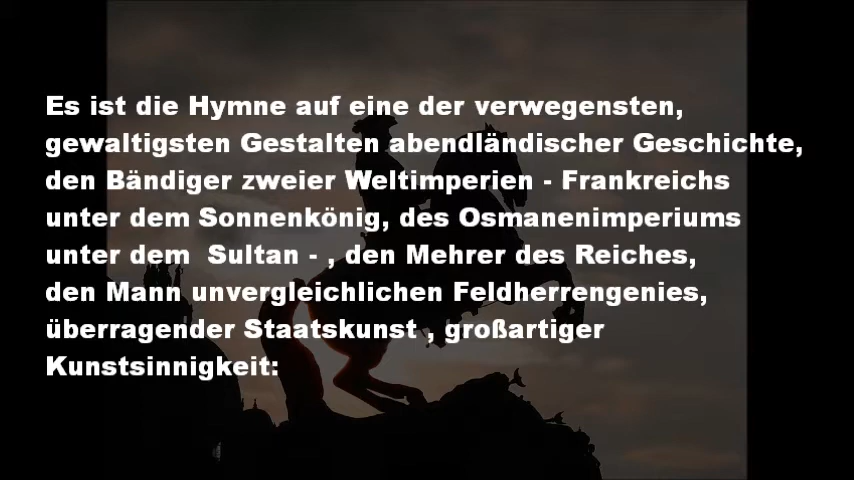 Es ist die Hymne auf eine der verwegensten,
gewaltigsten Gestalten abendländischer Geschichte,
den Bändiger zweier Weltimperien - Frankreichs
unter dem Sonnenkönig, des Osmanenimperiums
unter dem  Sultan - , den Mehrer des Reiches,
den Mann unvergleichlichen Feldherrengenies,
überragender Staatskunst , großartiger
Kunstsinnigkeit: